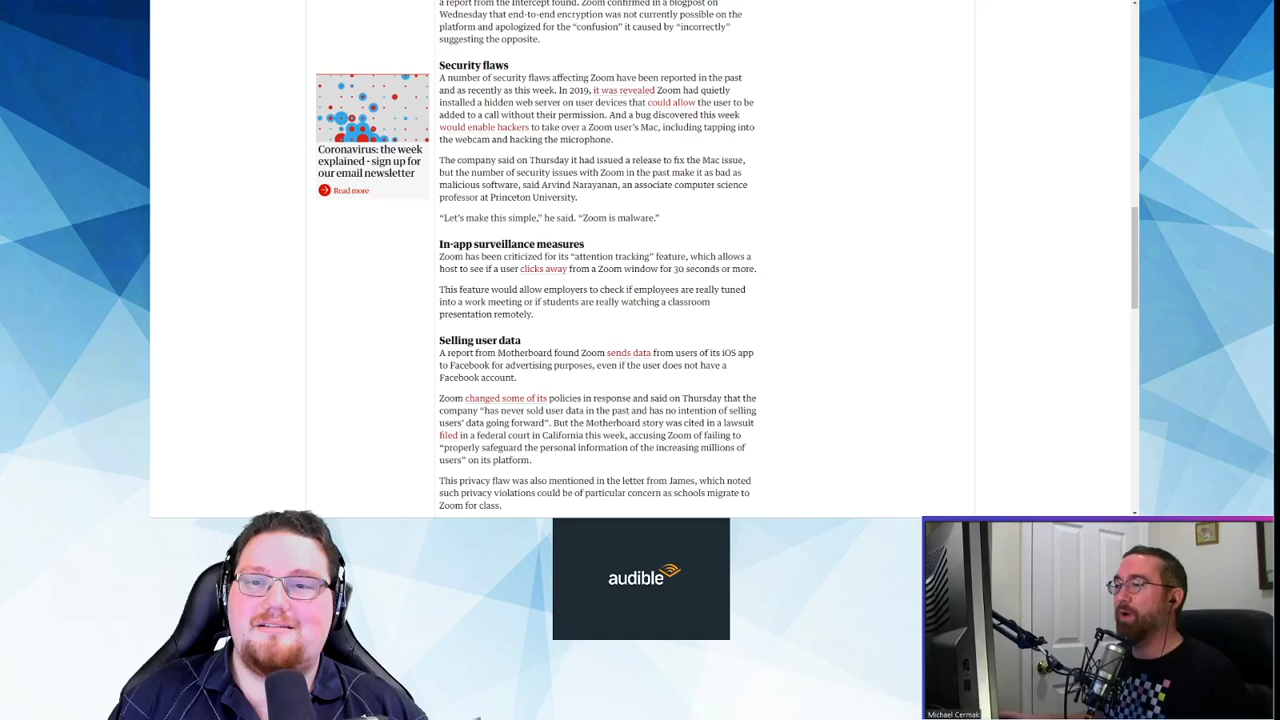 a report from the Intercept found. Zoom confirmed in a blogpost on
Wednesday that end-to-end encryption was not currently possible on the
platform and apologized for the “confusion” it caused by “incorrectly”
suggesting the opposite.
Security flaws
A number of security flaws affecting Zoom have been reported in the past
and as recently as this week. In 2019, it was revealed Zoom had quietly
installed a hidden web server on user devices that could allow the user to be
added to a call without their permission. And a bug discovered this week
would enable hackers to take over a Zoom user’s Mac, including tapping into
the webcam and hacking the microphone.
The company said on Thursday it had issued a release to fix the Mac issue,
but the number of security issues with Zoom in the past make it as bad as
malicious software, said Arvind Narayanan, an associate computer science
professor at Princeton University.
“Let’s make this simple,” he said. “Zoom is malware.”
In-app surveillance measures
Zoom has been criticized for its “attention tracking” feature, which allows a
host to see if a user clicks away from a Zoom window for 30 seconds or more.
This feature would allow employers to check if employees are really tuned
into a work meeting or if students are really watching a classroom
presentation remotely.
Selling user data
A report from Motherboard found Zoom sends data from users of its iOS app
to Facebook for advertising purposes, even if the user does not have a
Facebook account.
Zoom changed some of its policies in response and said on Thursday that the
company “has never sold user data in the past and has no intention of selling
users’ data going forward”. But the Motherboard story was cited in a lawsuit
filed in a federal court in California this week, accusing Zoom of failing to
“properly safeguard the personal information of the increasing millions of
users” on its platform.
This privacy flaw was also mentioned in the letter from James, which noted
such privacy violations could be of particular concern as schools migrate to
Zoom for class.
Coronavirus: the week
explained - sign up for
our email newsletter
Read more
audible
Michael Cermak